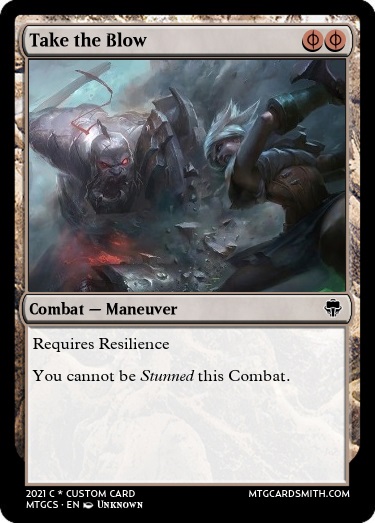 Take the Blow
Combat — Maneuver
Requires Resilience
You cannot be Stunned this Combat.
2021 C * CUSTOM CARD
MTGCS • EN Unknown
MTGCARDSMITH.COM